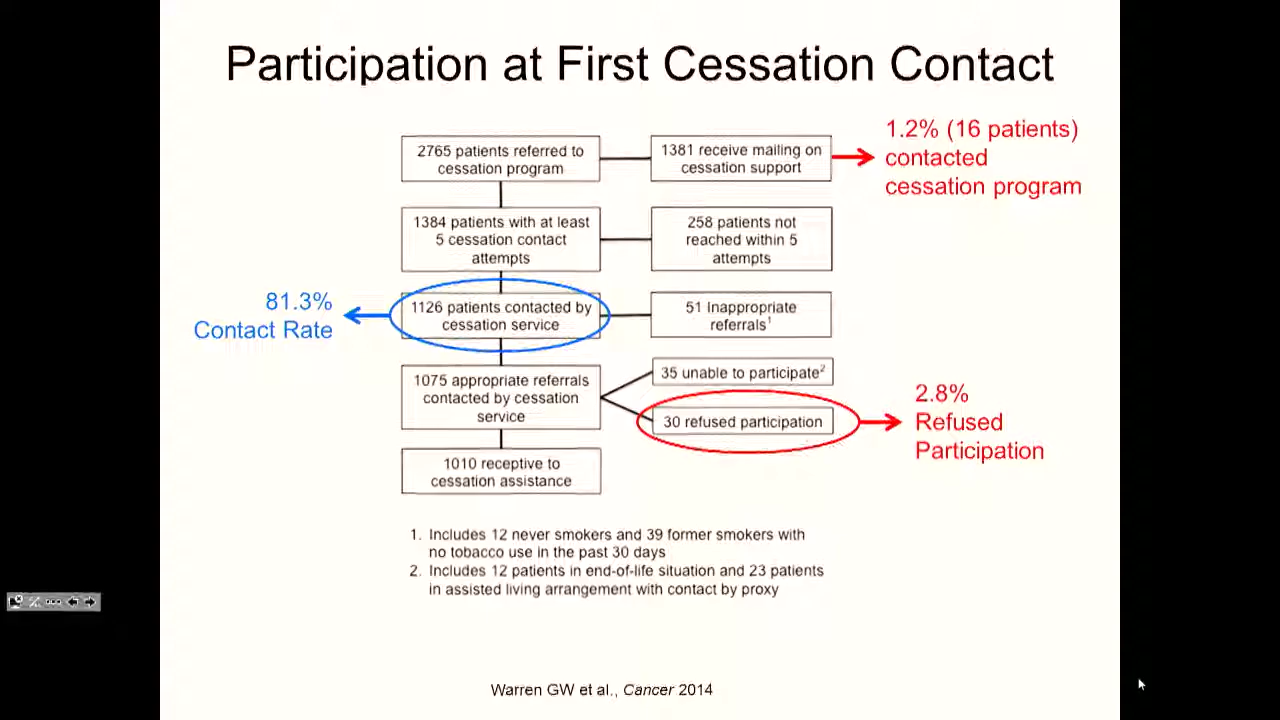 Participation at First Cessation Contact
2765 patients referred to
cessation program
1381 receive mailing on
cessation support
1.2% (16 patients)
contacted
cessation program
1384 patients with at least
5 cessation contact
attempts
258 patients not
reached within 5
attempts
81.3%
Contact Rate
1126 patients contacted by
cessation service
51 Inappropriate
referrals1
1075 appropriate referrals
contacted by cessation
service
35 unable to participate2
30 refused participation
2.8%
Refused
Participation
1010 receptive to
cessation assistance
1. Includes 12 never smokers and 39 former smokers with
no tobacco use in the past 30 days
2. Includes 12 patients in end-of-life situation and 23 patients
in assisted living arrangement with contact by proxy
Warren GW et al., Cancer 2014